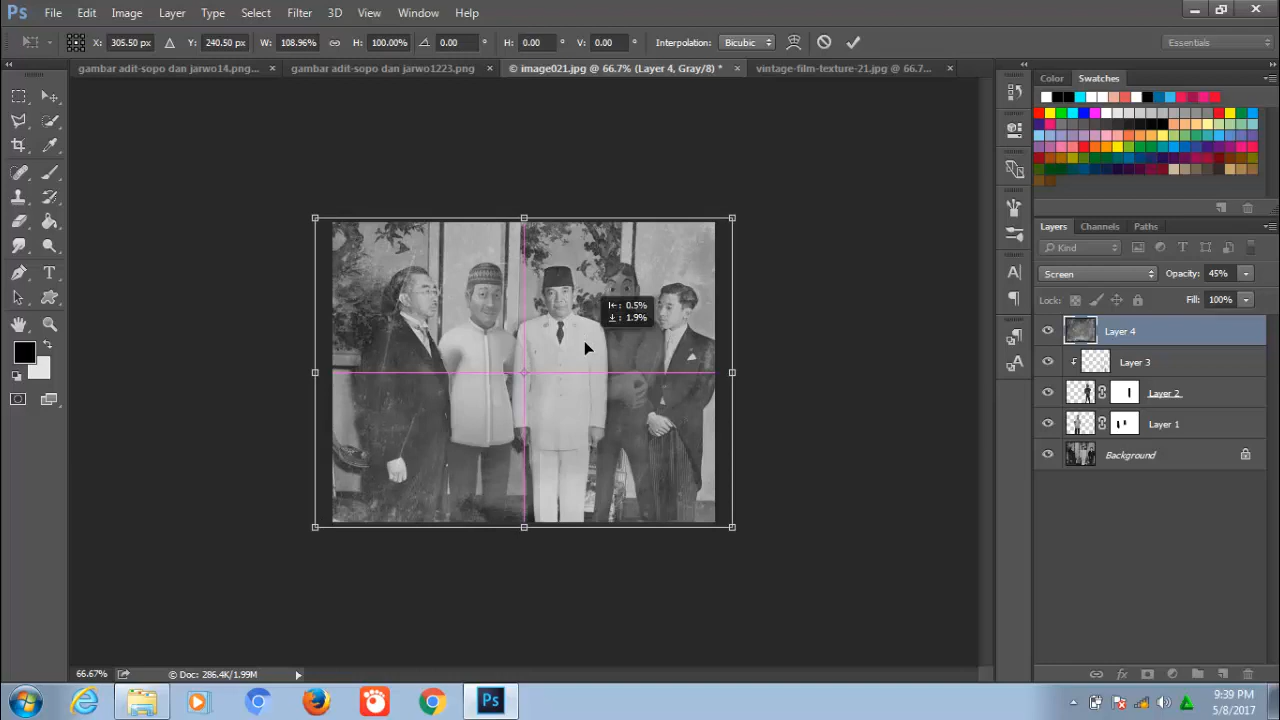 Ps File Edit Image Layer Type Select Filter 3D View Window Help
X: 305.50 px Y: 240.50 px W: 108.96% H: 100.00% 0.00 ° H: 0.00 ° V: 0.00 ° Interpolation: Bicubic Essentials
gambar adit-sopo dan jarwo14.png... × gambar adit-sopo dan jarwo1223.png × © image021.jpg @ 66.7% (Layer 4, Gray/8) * × vintage-film-texture-21.jpg @ 66.7... ×
Color Swatches
Layers Channels Paths
Kind
Screen Opacity: 45%
Lock: Fill: 100%
Layer 4
Layer 3
Layer 2
Layer 1
Background
0.5%
1.9%
66.67% © Doc: 286.4K/1.99M
Ps
9:39 PM
5/8/2017